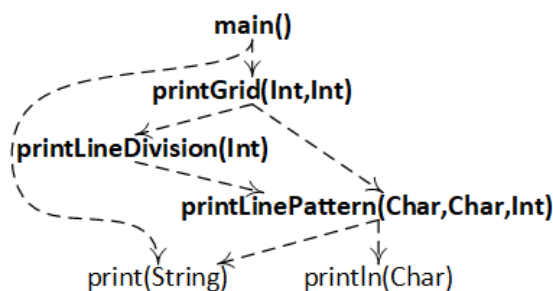 main()
printGrid(Int,Int)
printLineDivision(Int)
printLinePattern(Char,Char,Int)
print(String) println(Char)